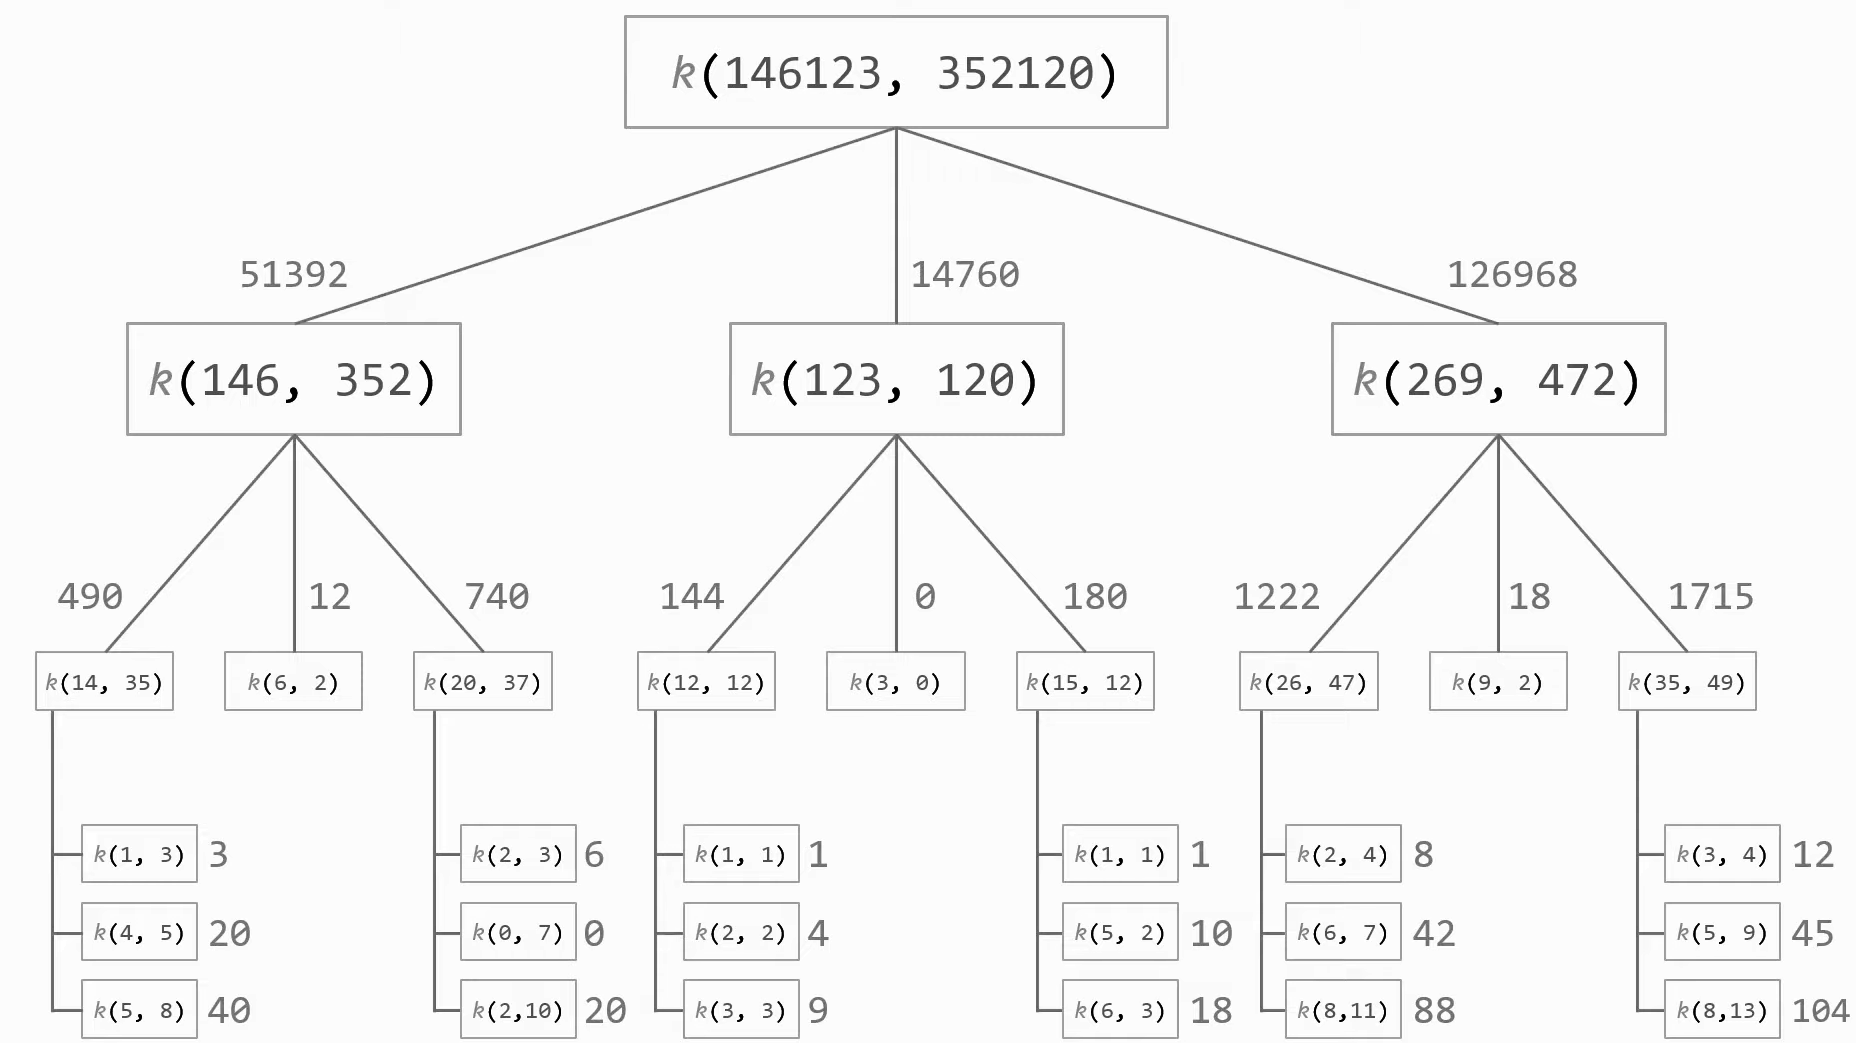 k(146123, 352120)
51392 14760 126968
k(146, 352) k(123, 120) k(269, 472)
490 12 740 144 0 180 1222 18 1715
k(14, 35) k(6, 2) k(20, 37) k(12, 12) k(3, 0) k(15, 12) k(26, 47) k(9, 2) k(35, 49)
k(1, 3) 3 k(2, 3) 6 k(1, 1) 1 k(1, 1) 1 k(2, 4) 8 k(3, 4) 12
k(4, 5) 20 k(0, 7) 0 k(2, 2) 4 k(5, 2) 10 k(6, 7) 42 k(5, 9) 45
k(5, 8) 40 k(2,10) 20 k(3, 3) 9 k(6, 3) 18 k(8,11) 88 k(8,13) 104